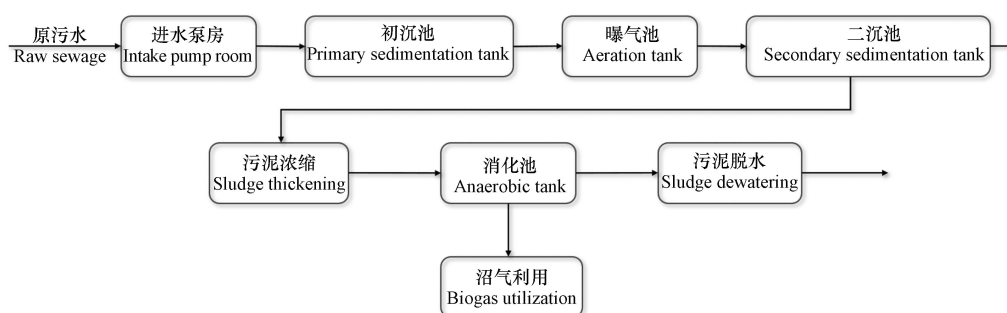 原污水
Raw sewage
进水泵房
Intake pump room
初沉池
Primary sedimentation tank
曝气池
Aeration tank
二沉池
Secondary sedimentation tank
污泥浓缩
Sludge thickening
消化池
Anaerobic tank
污泥脱水
Sludge dewatering
沼气利用
Biogas utilization